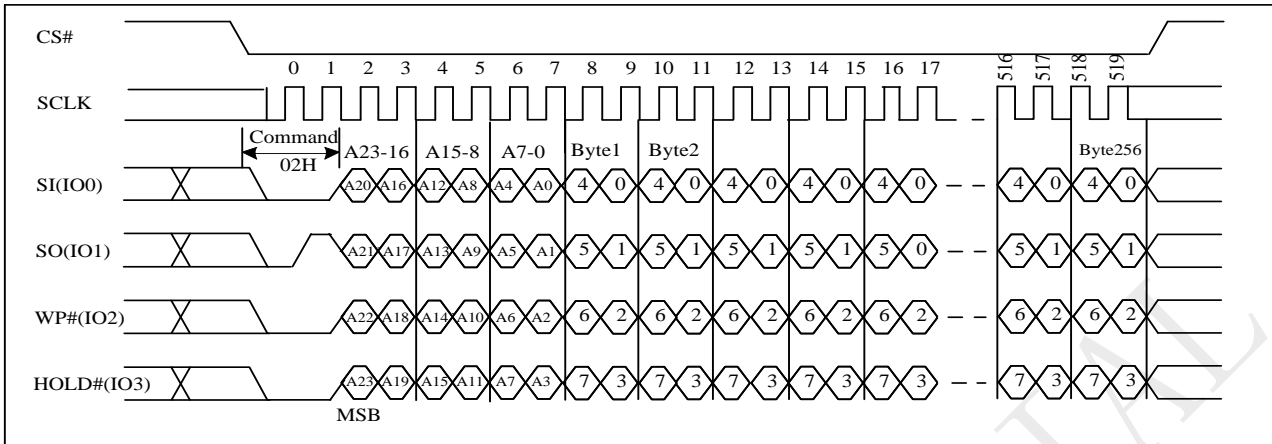 CS#
0 1 2 3 4 5 6 7 8 9 10 11 12 13 14 15 16 17 516 517 518 519
SCLK
Command
02H
A23-16 A15-8 A7-0 Byte1 Byte2 Byte256
SI(IO0) A20 A16 A12 A8 A4 A0 4 0 4 0 4 0 4 0 4 0 4 0 4 0
SO(IO1) A21 A17 A13 A9 A5 A1 5 1 5 1 5 1 5 1 5 0 5 1 5 1
WP#(IO2) A22 A18 A14 A10 A6 A2 6 2 6 2 6 2 6 2 6 2 6 2 6 2
HOLD#(IO3) A23 A19 A15 A11 A7 A3 7 3 7 3 7 3 7 3 7 3 7 3 7 3
MSB